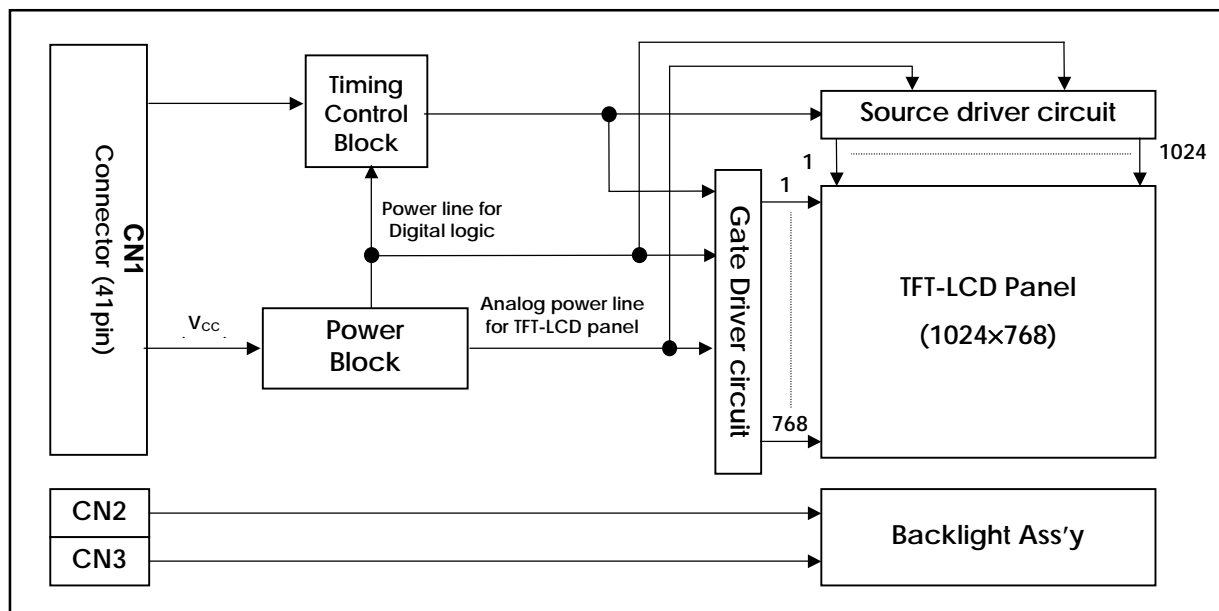 CN1
Connector (41pin)
Timing
Control
Block
Power line for
Digital logic
VCC
Power
Block
Analog power line
for TFT-LCD panel
Source driver circuit
1
1024
1
768
Gate Driver circuit
TFT-LCD Panel
(1024×768)
CN2
CN3
Backlight Ass'y